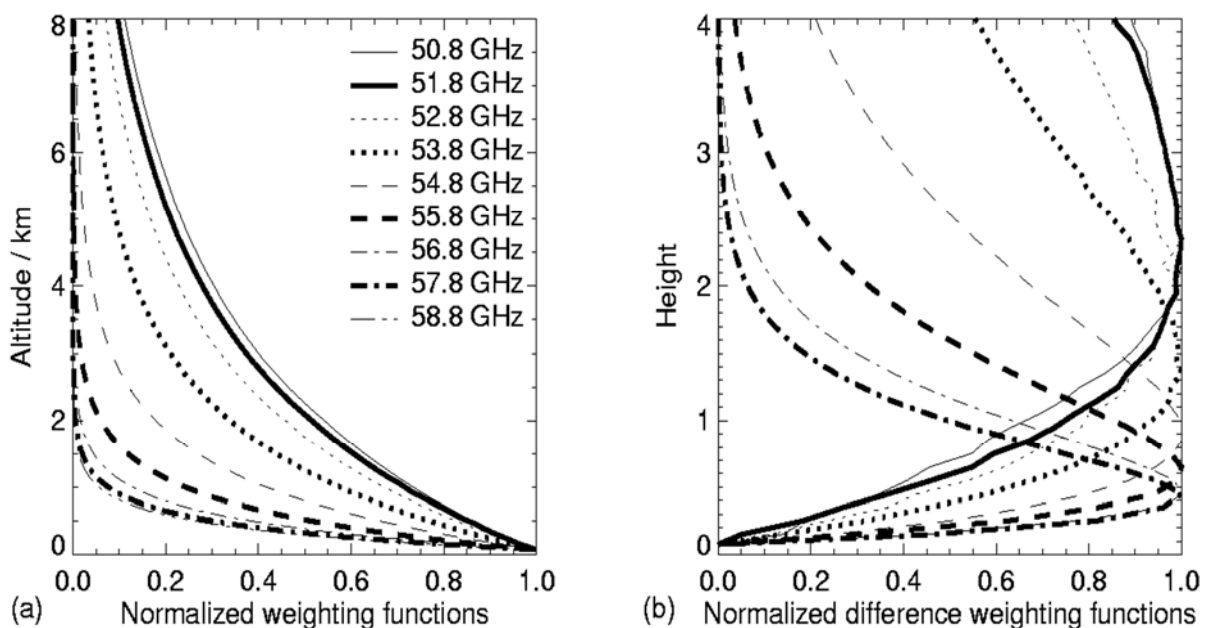 8
6
4
2
0
Altitude / km
50.8 GHz
51.8 GHz
52.8 GHz
53.8 GHz
54.8 GHz
55.8 GHz
56.8 GHz
57.8 GHz
58.8 GHz
0.0 0.2 0.4 0.6 0.8 1.0
(a) Normalized weighting functions
4
3
2
1
0
Height
0.0 0.2 0.4 0.6 0.8 1.0
(b) Normalized difference weighting functions